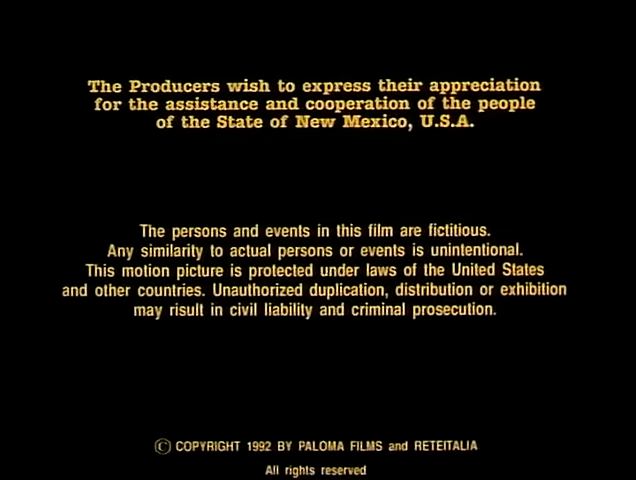 The Producers wish to express their appreciation
for the assistance and cooperation of the people
of the State of New Mexico, U.S.A.
The persons and events in this film are fictitious.
Any similarity to actual persons or events is unintentional.
This motion picture is protected under laws of the United States
and other countries. Unauthorized duplication, distribution or exhibition
may risult in civil liability and criminal prosecution.
© COPYRIGHT 1992 BY PALOMA FILMS and RETEITALIA
All rights reserved